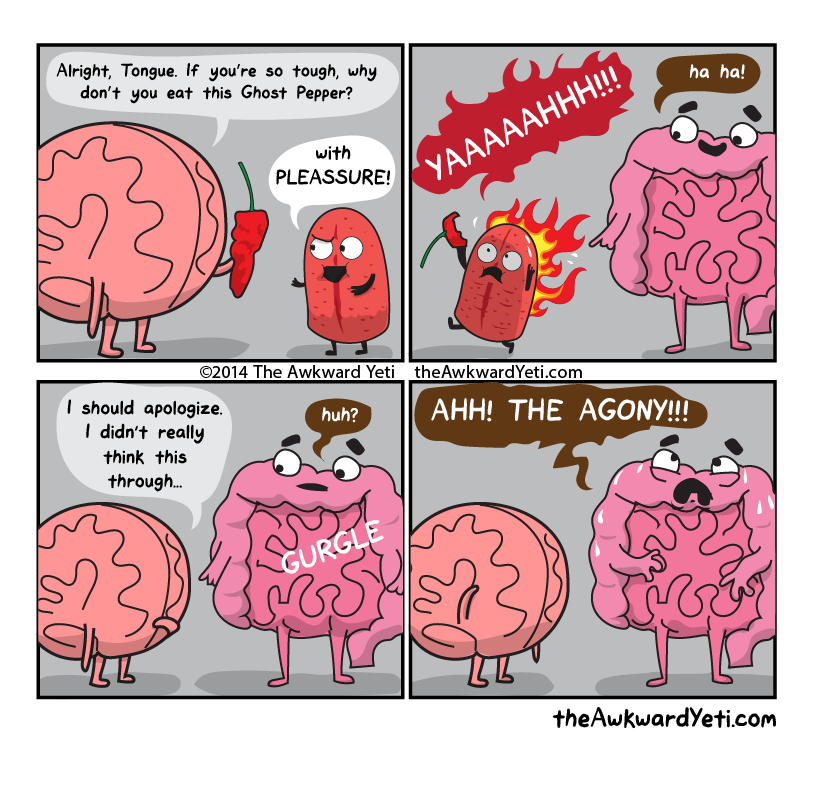 Alright, Tongue. If you're so tough, why
don't you eat this Ghost Pepper?
with
PLEASSURE!
YAAAAAHHH!!!
ha ha!
©2014 The Awkward Yeti theAwkwardYeti.com
I should apologize.
I didn't really
think this
through...
huh?
GURGLE
AHH! THE AGONY!!!
theAwkwardYeti.com